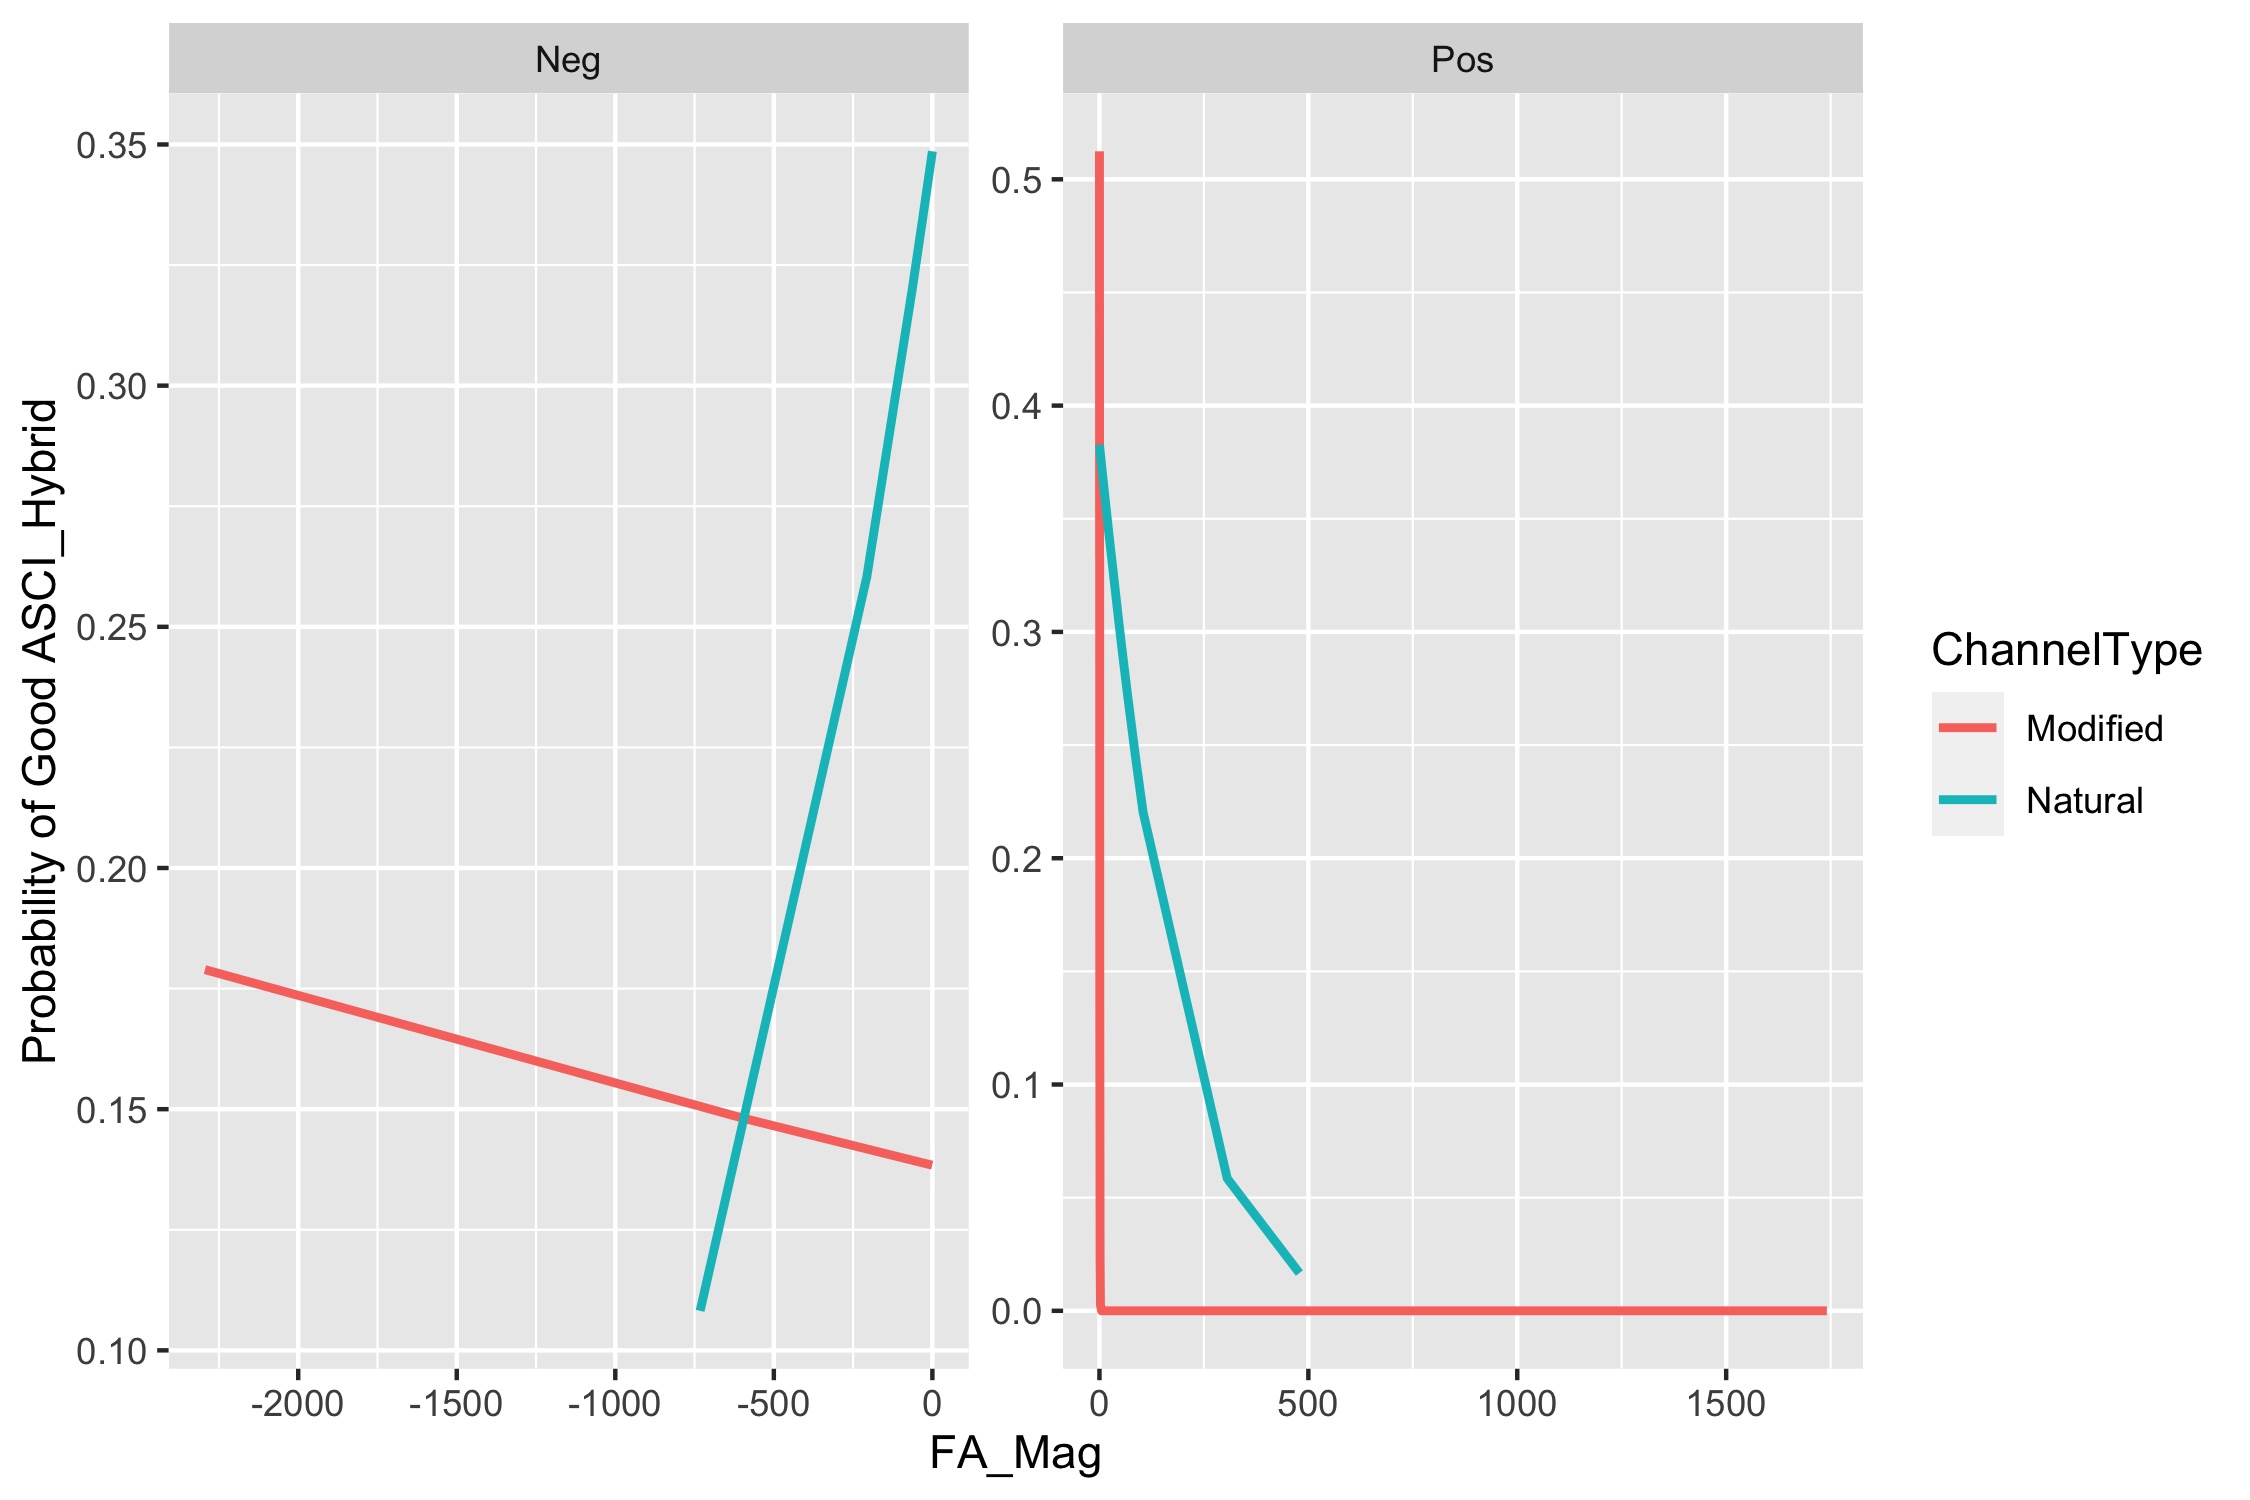 Neg
Pos
Probability of Good ASCI_Hybrid
0.35
0.30
0.25
0.20
0.15
0.10
0.5
0.4
0.3
0.2
0.1
0.0
-2000 -1500 -1000 -500 0
0 500 1000 1500
FA_Mag
ChannelType
Modified
Natural